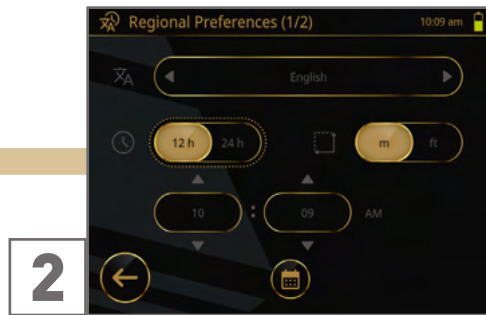 Regional Preferences (1/2) 10:09 am
English
12 h 24 h m ft
10 : 09 AM
2